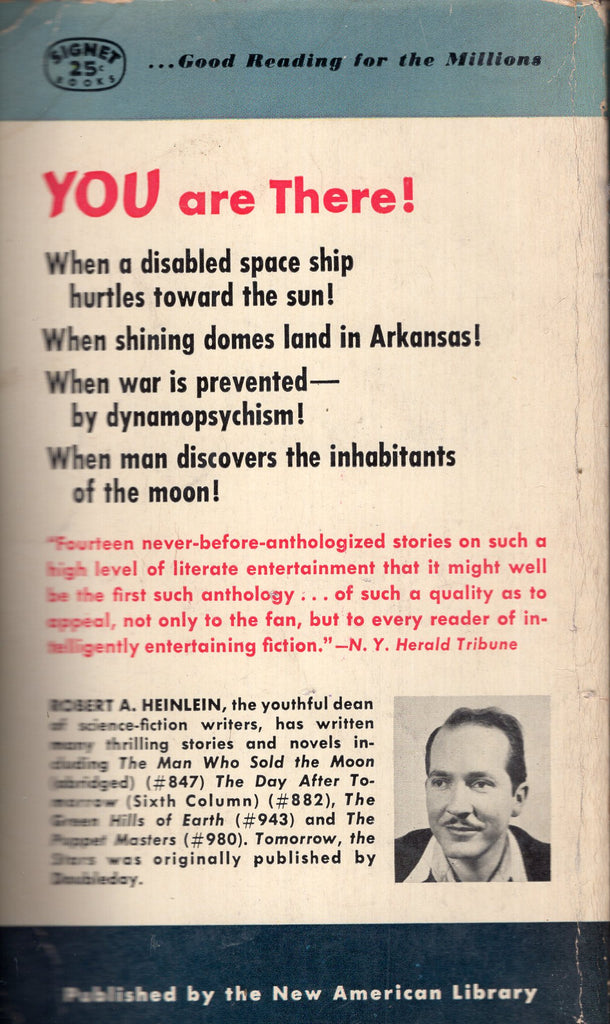 SIGNET
25¢
BOOKS
...Good Reading for the Millions
YOU are There!
When a disabled space ship
hurtles toward the sun!
When shining domes land in Arkansas!
When war is prevented—
by dynamopsychism!
When man discovers the inhabitants
of the moon!
"Fourteen never-before-anthologized stories on such a
high level of literate entertainment that it might well
be the first such anthology . . . of such a quality as to
appeal, not only to the fan, but to every reader of in-
telligently entertaining fiction."—N. Y. Herald Tribune
ROBERT A. HEINLEIN, the youthful dean
of science-fiction writers, has written
many thrilling stories and novels in-
cluding The Man Who Sold the Moon
(abridged) (#847) The Day After To-
morrow (Sixth Column) (#882), The
Green Hills of Earth (#943) and The
Puppet Masters (#980). Tomorrow, the
Stars was originally published by
Doubleday.
Published by the New American Library